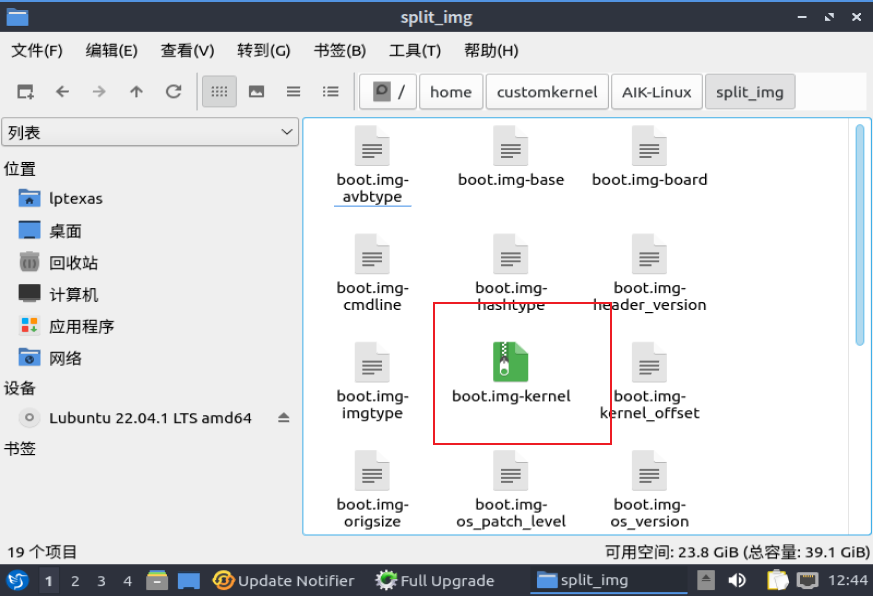 split_img
文件(F) 编辑(E) 查看(V) 转到(G) 书签(B) 工具(T) 帮助(H)
/ home customkernel AIK-Linux split_img
列表
位置
lptexas
桌面
回收站
计算机
应用程序
网络
设备
Lubuntu 22.04.1 LTS amd64
书签
boot.img-
avbtype
boot.img-base
boot.img-board
boot.img-
cmdline
boot.img-
hashtype
boot.img-
header_version
boot.img-
imgtype
boot.img-kernel
boot.img-
kernel_offset
boot.img-
origsize
boot.img-
os_patch_level
boot.img-
os_version
19 个项目
可用空间: 23.8 GiB (总容量: 39.1 GiB)
1 2 3 4 Update Notifier Full Upgrade split_img 12:44